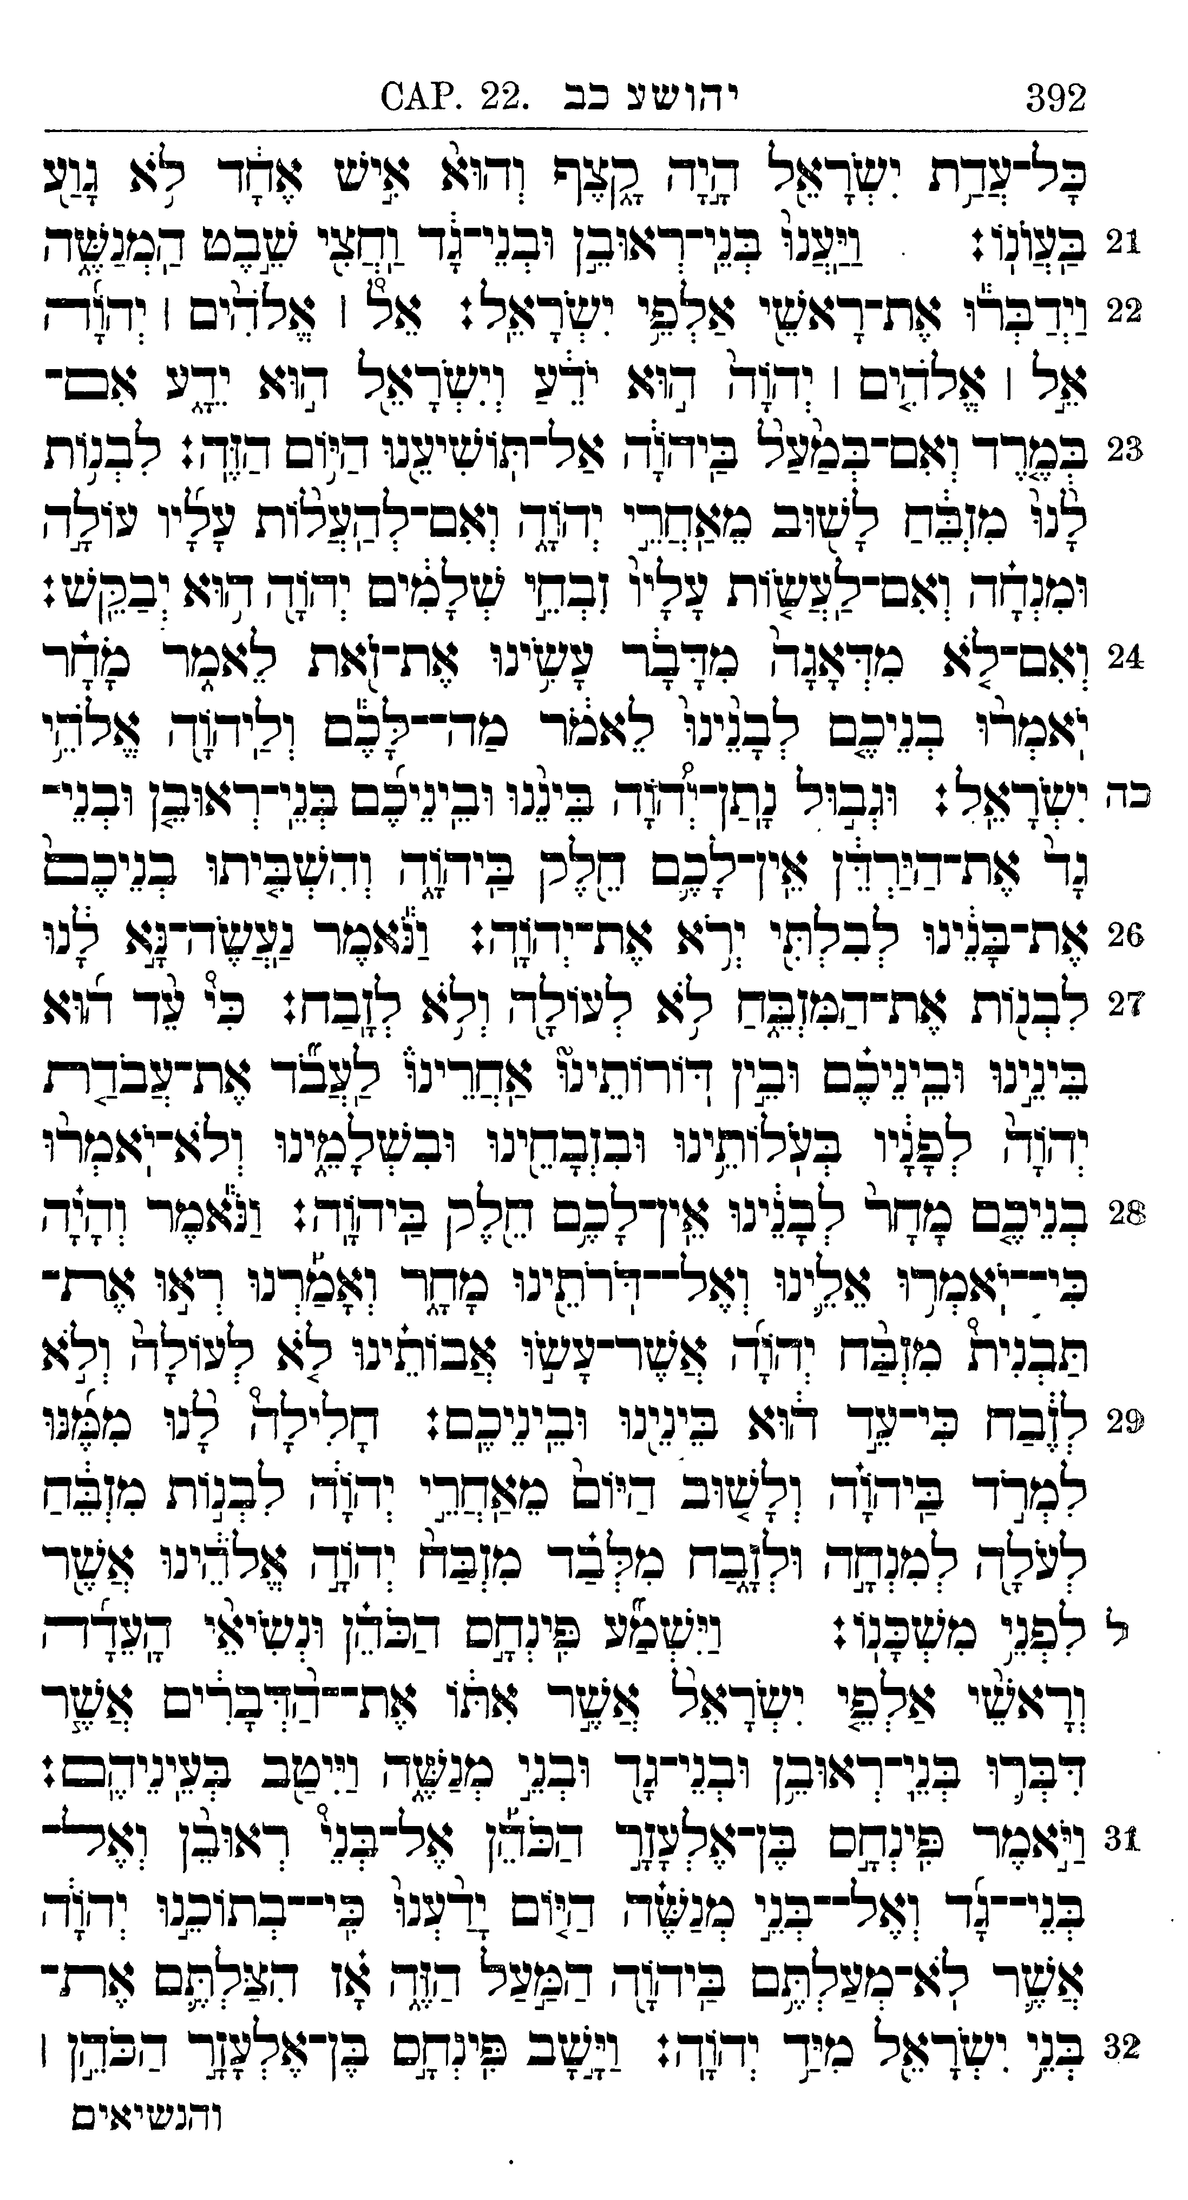 392 יהושע כב CAP. 22.
כָּל־עֲדַ֥ת יִשְׂרָאֵ֖ל הָ֣יָה קָ֑צֶף וְהוּא֙ אִ֣ישׁ אֶחָ֔ד לֹ֥א גָוַ֖ע
21 בַּעֲוֺנֽוֹ׃ וַֽיַּעֲנוּ֙ בְּנֵֽי־רְאוּבֵ֣ן וּבְנֵי־גָ֔ד וַחֲצִ֖י שֵׁ֣בֶט הַֽמְנַשֶּׁ֑ה
22 וַֽיְדַבְּר֔וּ אֶת־רָאשֵׁ֖י אַלְפֵ֥י יִשְׂרָאֵֽל׃ אֵל֩ ׀ אֱלֹהִ֨ים ׀ יְהוָ֜ה
אֵ֣ל ׀ אֱלֹהִ֤ים ׀ יְהוָה֙ ה֣וּא יֹדֵ֔עַ וְיִשְׂרָאֵ֖ל ה֣וּא יֵדָ֑ע אִם־
23 בְּמֶ֤רֶד וְאִם־בְּמַ֙עַל֙ בַּֽיהוָ֔ה אַל־תּוֹשִׁיעֵ֖נוּ הַיּ֥וֹם הַזֶּֽה׃ לִבְנ֥וֹת
לָ֙נוּ֙ מִזְבֵּ֔חַ לָשׁ֖וּב מֵאַֽחֲרֵ֣י יְהוָ֑ה וְאִם־לְהַעֲל֨וֹת עָלָ֜יו עוֹלָ֣ה
וּמִנְחָ֗ה וְאִם־לַעֲשׂ֤וֹת עָלָיו֙ זִבְחֵ֣י שְׁלָמִ֔ים יְהוָ֖ה ה֥וּא יְבַקֵּֽשׁ׃
24 וְאִם־לֹ֤א מִדְּאָגָה֙ מִדָּבָ֔ר עָשִׂ֥ינוּ אֶת־זֹ֖את לֵאמֹ֑ר מָחָ֗ר
יֹֽאמְר֨וּ בְנֵיכֶ֤ם לְבָנֵ֙ינוּ֙ לֵאמֹ֔ר מַה־לָּכֶ֕ם וְלַֽיהוָ֖ה אֱלֹהֵ֥י
כה יִשְׂרָאֵֽל׃ וּגְב֣וּל נָֽתַן־יְ֠הוָה בֵּינֵ֨נוּ וּבֵינֵיכֶ֜ם בְּנֵי־רְאוּבֵ֤ן וּבְנֵי־
גָד֙ אֶת־הַיַּרְדֵּ֔ן אֵין־לָכֶ֥ם חֵ֖לֶק בַּֽיהוָ֑ה וְהִשְׁבִּ֤יתוּ בְנֵיכֶם֙
26 אֶת־בָּנֵ֔ינוּ לְבִלְתִּ֖י יְרֹ֥א אֶת־יְהוָֽה׃ וַנֹּ֕אמֶר נַעֲשֶׂה־נָּ֣א לָ֔נוּ
27 לִבְנ֖וֹת אֶת־הַמִּזְבֵּ֑חַ לֹ֥א לְעוֹלָ֖ה וְלֹ֥א לְזָֽבַח׃ כִּי֩ עֵ֨ד ה֜וּא
בֵּינֵ֣ינוּ וּבֵינֵיכֶ֗ם וּבֵ֣ין דֹּרוֹתֵינוּ֮ אַחֲרֵינוּ֒ לַעֲבֹ֞ד אֶת־עֲבֹדַ֤ת
יְהוָה֙ לְפָנָ֔יו בְּעֹלוֹתֵ֥ינוּ וּבִזְבָחֵ֖ינוּ וּבִשְׁלָמֵ֑ינוּ וְלֹא־יֹאמְר֨וּ
28 בְנֵיכֶ֤ם מָחָר֙ לְבָנֵ֔ינוּ אֵין־לָכֶ֥ם חֵ֖לֶק בַּיהוָֽה׃ וַנֹּ֕אמֶר וְהָיָ֗ה
כִּי־יֹאמְר֥וּ אֵלֵ֛ינוּ וְאֶל־דֹּרֹתֵ֖ינוּ מָחָ֑ר וְאָמַ֡רְנוּ רְא֣וּ אֶת־
תַּבְנִית֩ מִזְבַּ֨ח יְהוָ֜ה אֲשֶׁר־עָשׂ֣וּ אֲבוֹתֵ֗ינוּ לֹ֤א לְעוֹלָה֙ וְלֹ֣א
29 לְזֶ֔בַח כִּי־עֵ֣ד ה֔וּא בֵּינֵ֖ינוּ וּבֵינֵיכֶֽם׃ חָלִילָה֩ לָּ֨נוּ מִמֶּ֜נּוּ
לִמְרֹ֣ד בַּֽיהוָ֗ה וְלָשׁ֤וּב הַיּוֹם֙ מֵאַחֲרֵ֣י יְהוָ֔ה לִבְנ֣וֹת מִזְבֵּ֔חַ
לְעֹלָ֖ה לְמִנְחָ֣ה וּלְזָ֑בַח מִלְּבַ֗ד מִזְבַּח֙ יְהוָ֣ה אֱלֹהֵ֔ינוּ אֲשֶׁ֖ר
ל לִפְנֵ֥י מִשְׁכָּנֽוֹ׃ וַיִּשְׁמַ֞ע פִּֽינְחָ֣ס הַכֹּהֵ֗ן וּנְשִׂיאֵ֨י הָעֵדָ֜ה
וְרָאשֵׁ֨י אַלְפֵ֤י יִשְׂרָאֵל֙ אֲשֶׁ֣ר אִתּ֔וֹ אֶת־הַ֨דְּבָרִ֔ים אֲשֶׁ֧ר
דִּבְּר֛וּ בְּנֵי־רְאוּבֵ֥ן וּבְנֵי־גָ֖ד וּבְנֵ֣י מְנַשֶּׁ֑ה וַיִּיטַ֖ב בְּעֵינֵיהֶֽם׃
31 וַיֹּ֣אמֶר פִּֽינְחָ֣ס בֶּן־אֶלְעָזָ֣ר הַכֹּהֵ֡ן אֶל־בְּנֵי֩ רְאוּבֵ֨ן וְאֶל־
בְּנֵי־גָ֜ד וְאֶל־בְּנֵ֣י מְנַשֶּׁ֗ה הַיּ֤וֹם יָדַ֙עְנוּ֙ כִּֽי־בְתוֹכֵ֣נוּ יְהוָ֔ה
אֲשֶׁ֛ר לֹֽא־מְעַלְתֶּ֥ם בַּֽיהוָ֖ה הַמַּ֣עַל הַזֶּ֑ה אָ֗ז הִצַּלְתֶּ֛ם אֶת־
32 בְּנֵ֥י יִשְׂרָאֵ֖ל מִיַּ֥ד יְהוָֽה׃ וַיָּ֣שָׁב פִּֽינְחָ֣ס בֶּן־אֶלְעָזָ֣ר הַכֹּהֵ֣ן ׀
והנשיאים